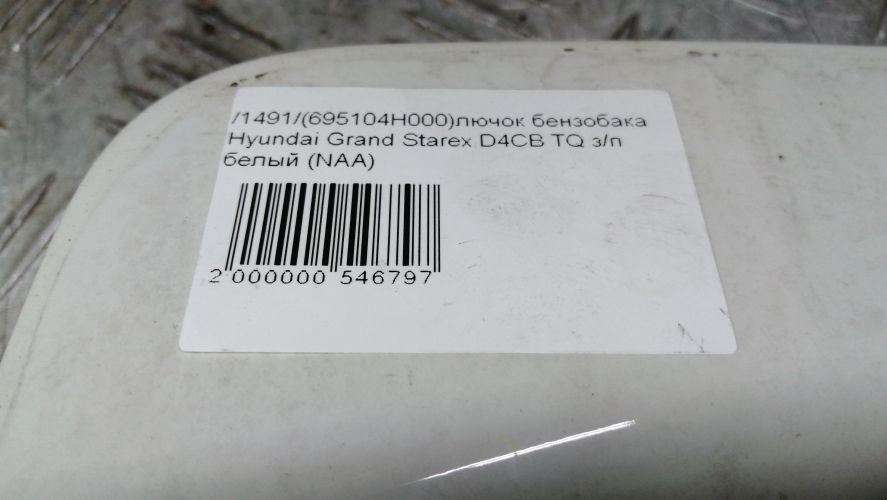 /1491/(695104H000)лючок бензобака
Hyundai Grand Starex D4CB TQ з/п
белый (NAA)
2 000000 546797